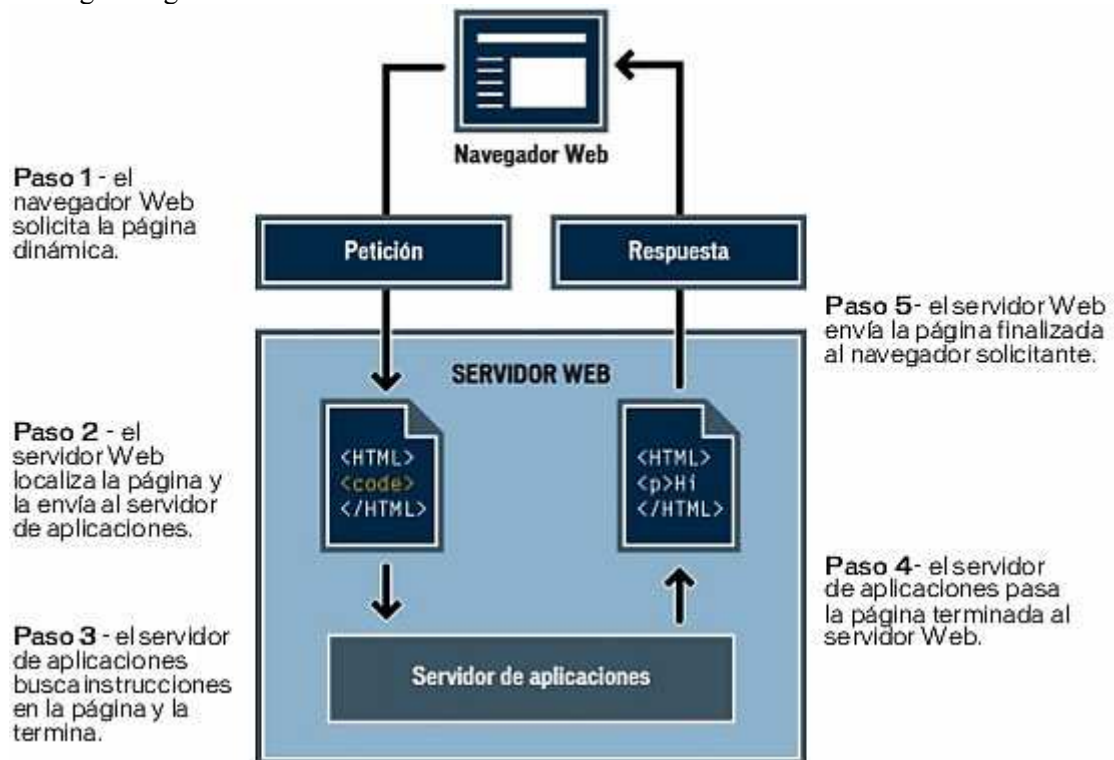 Navegador Web
Paso 1 - el
navegador Web
solicita la página
dinámica.
Petición
Respuesta
Paso 5- el servidor Web
envía la página finalizada
al navegador solicitante.
SERVIDOR WEB
Paso 2 - el
servidor Web
localiza la página y
la envía al servidor
de aplicaciones.
<HTML>
<code>
</HTML>
<HTML>
<p>Hi
</HTML>
Paso 4- el servidor
de aplicaciones pasa
la página terminada al
servidor Web.
Paso 3 - el servidor
de aplicaciones
busca instrucciones
en la página y la
termina.
Servidor de aplicaciones